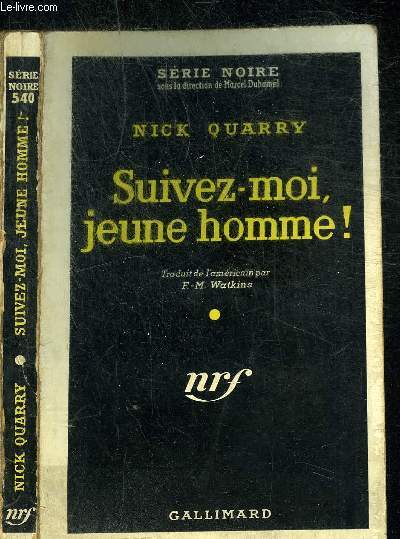 Le-livre.com
SÉRIE
NOIRE
540
SUIVEZ-MOI, JEUNE HOMME !
NICK QUARRY
nrf
SÉRIE NOIRE
sous la direction de Marcel Duhamel
NICK QUARRY
Suivez-moi,
jeune homme !
Traduit de l'américain par
F.-M. Watkins
nrf
GALLIMARD